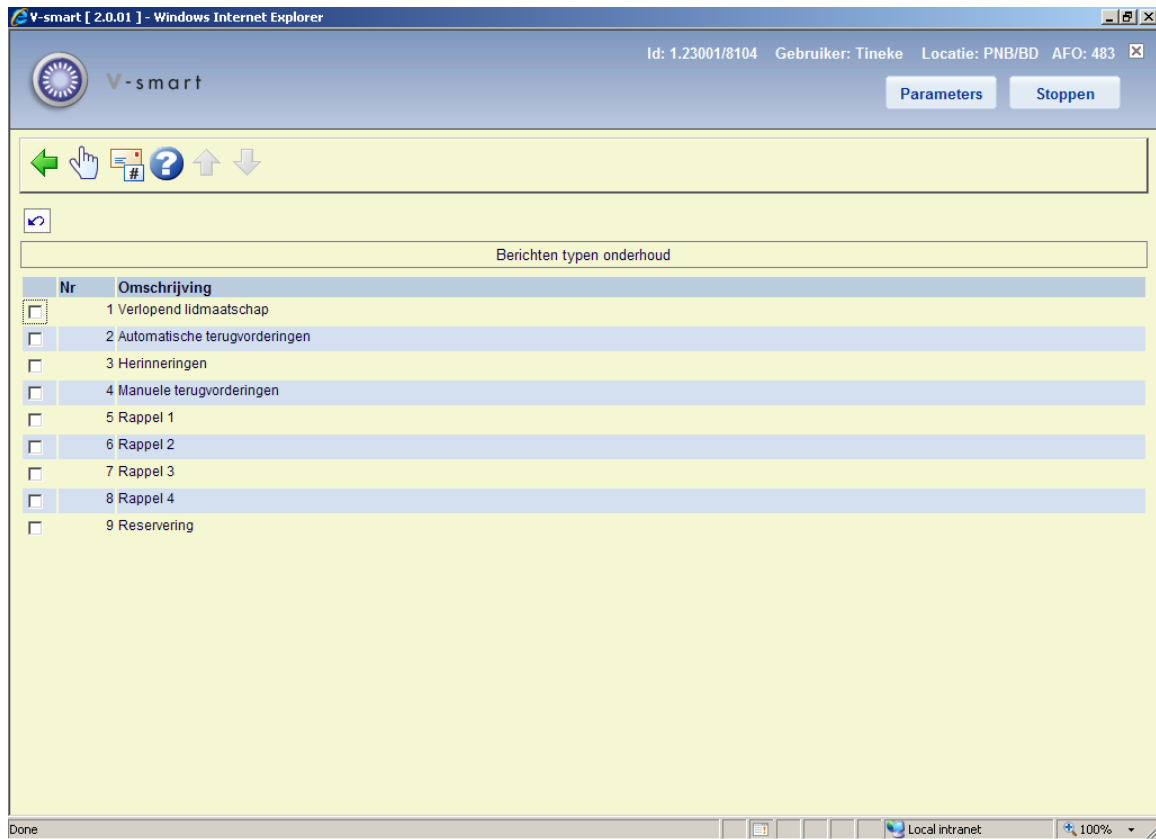 V-smart [ 2.0.01 ] - Windows Internet Explorer
Id: 1.23001/8104 Gebruiker: Tineke Locatie: PNB/BD AFO: 483
V-smart
Parameters Stoppen
#
?
Berichten typen onderhoud
Nr Omschrijving
1 Verlopend lidmaatschap
2 Automatische terugvorderingen
3 Herinneringen
4 Manuele terugvorderingen
5 Rappel 1
6 Rappel 2
7 Rappel 3
8 Rappel 4
9 Reservering
Done Local intranet 100%